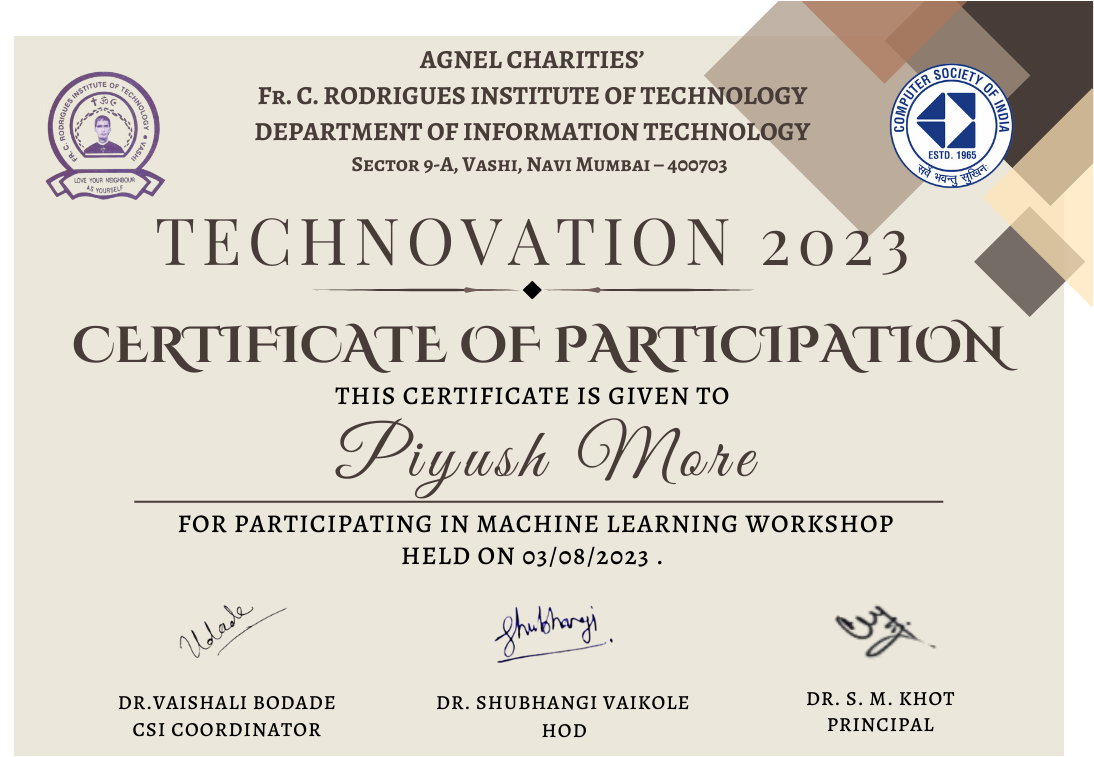 AGNEL CHARITIES’
FR. C. RODRIGUES INSTITUTE OF TECHNOLOGY
DEPARTMENT OF INFORMATION TECHNOLOGY
SECTOR 9-A, VASHI, NAVI MUMBAI – 400703
FR. C. RODRIGUES INSTITUTE OF TECHNOLOGY • VASHI •
LOVE YOUR NEIGHBOUR
AS YOURSELF
COMPUTER SOCIETY OF INDIA
ESTD. 1965
सर्वे भवन्तु सुखिनः
TECHNOVATION 2023
CERTIFICATE OF PARTICIPATION
THIS CERTIFICATE IS GIVEN TO
Piyush More
FOR PARTICIPATING IN MACHINE LEARNING WORKSHOP
HELD ON 03/08/2023 .
Shubhangi
DR.VAISHALI BODADE
CSI COORDINATOR
DR. SHUBHANGI VAIKOLE
HOD
DR. S. M. KHOT
PRINCIPAL